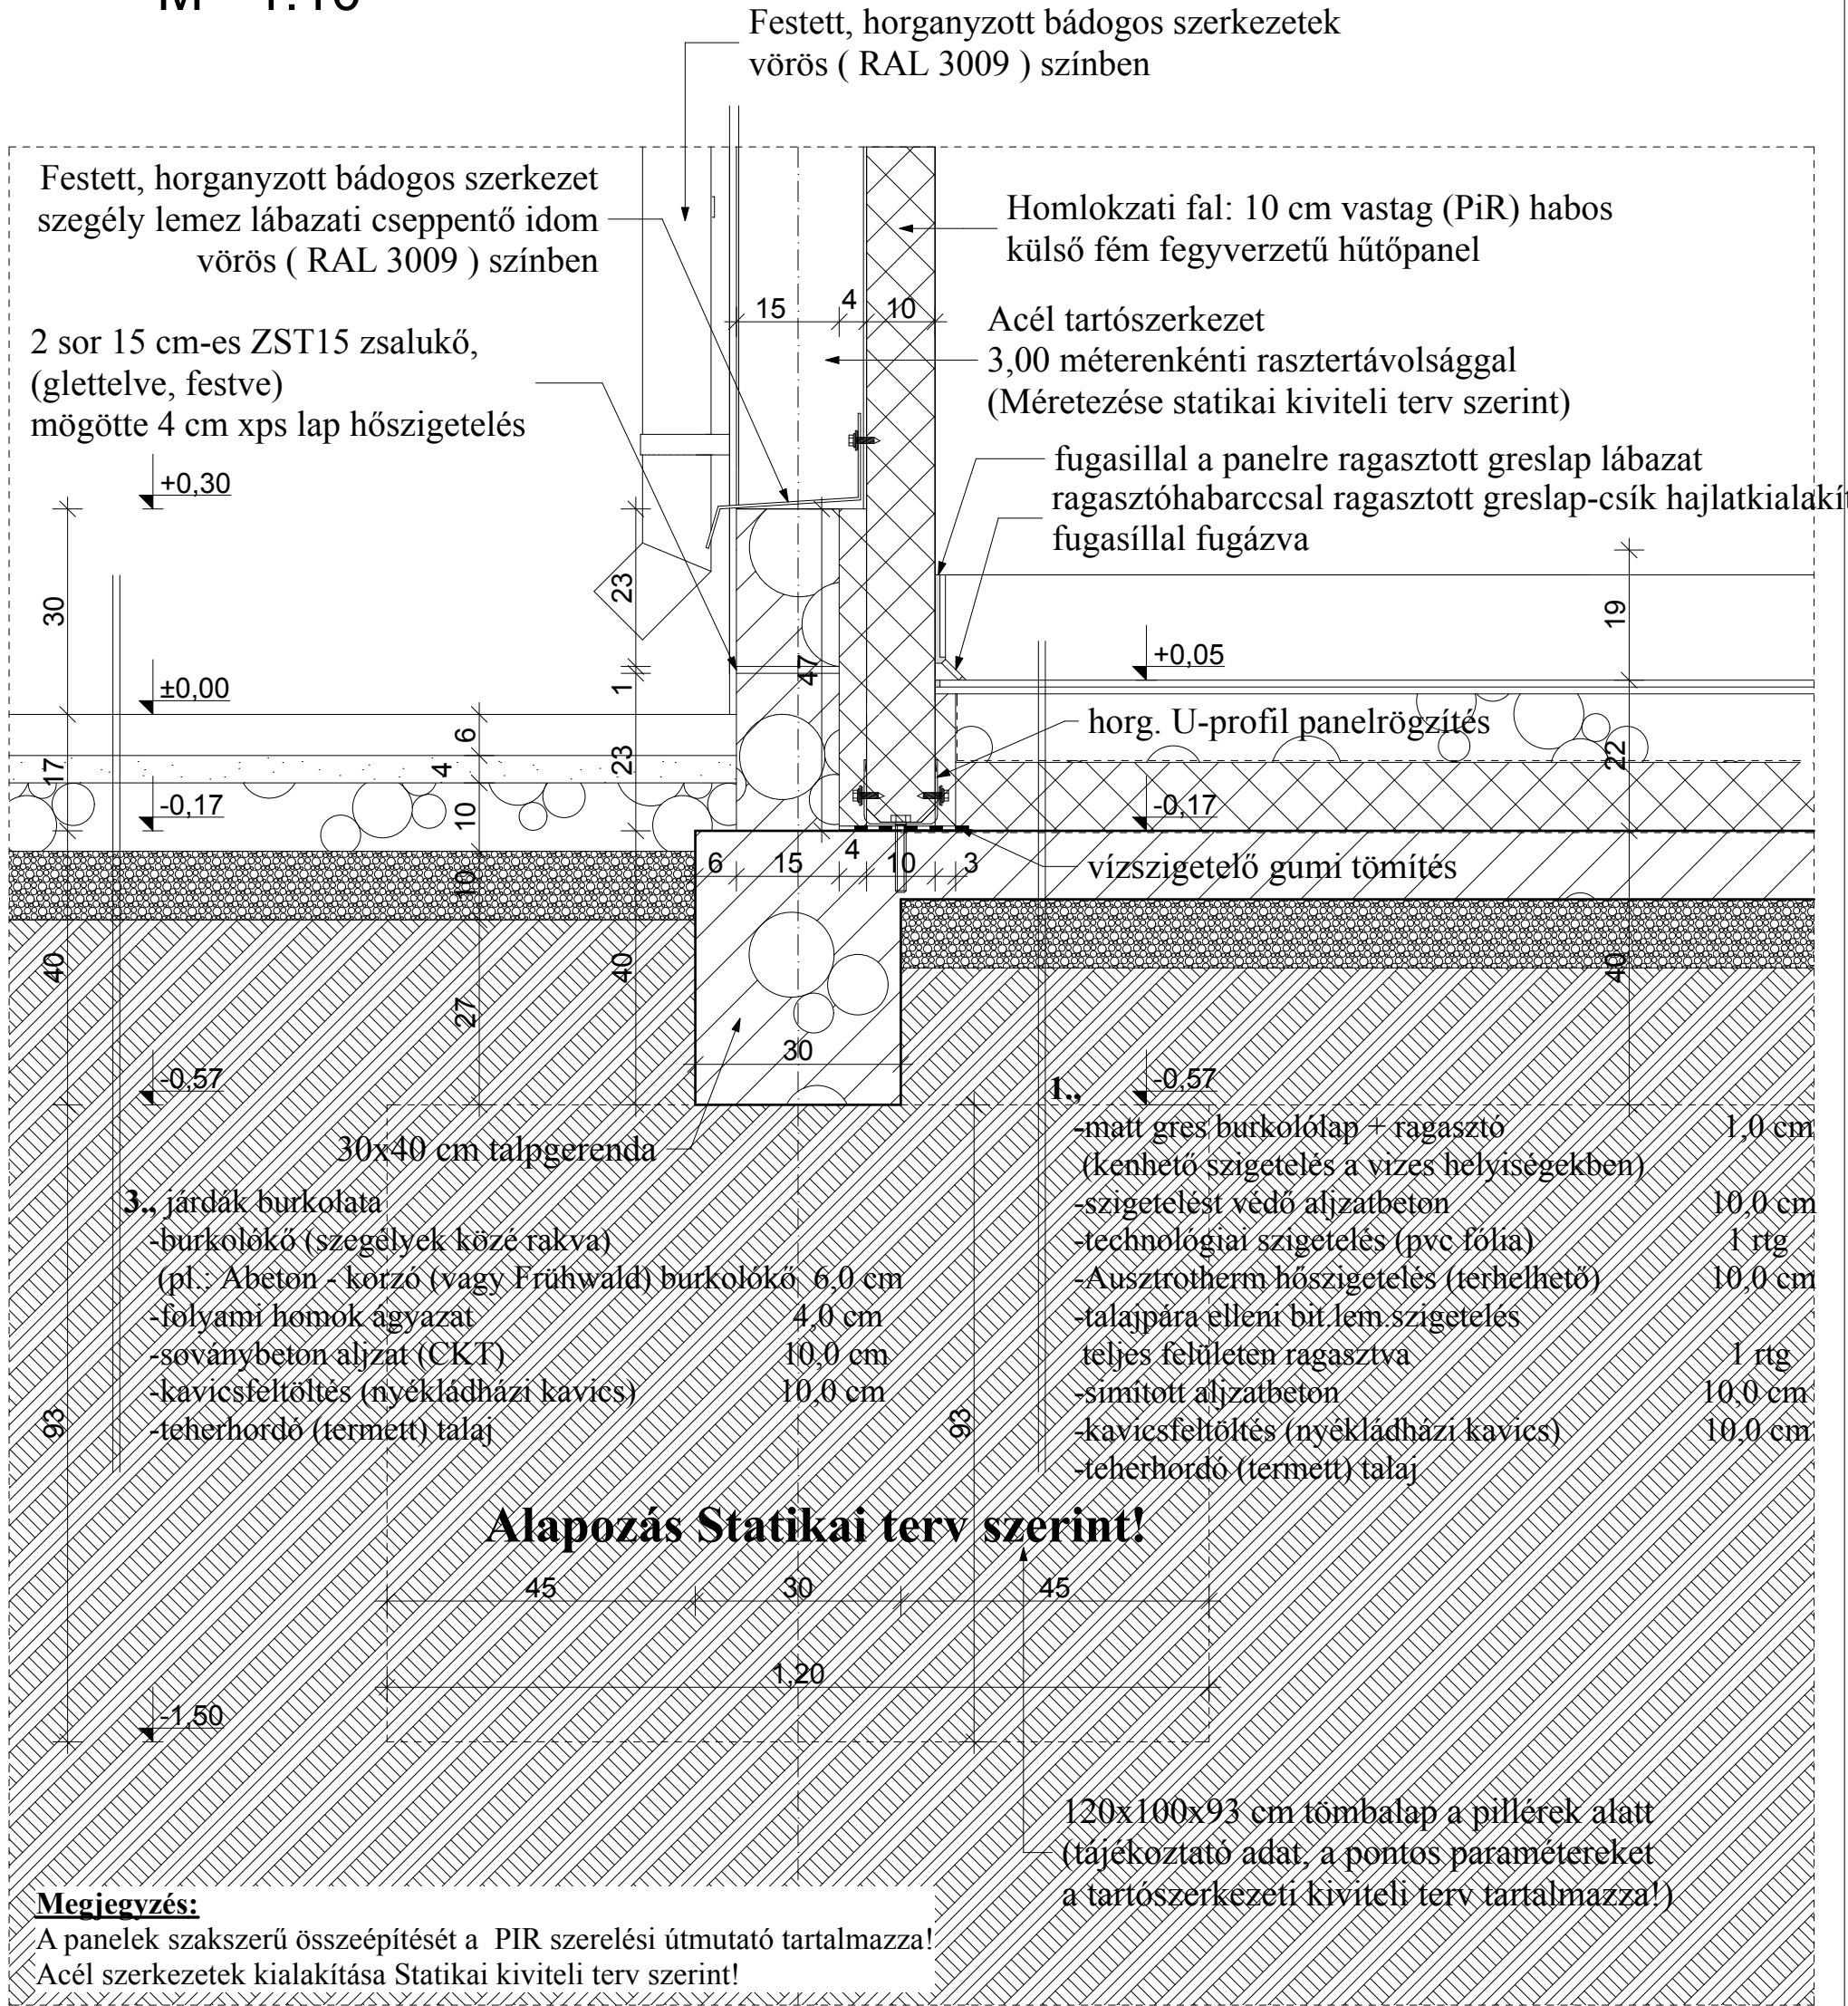 Festett, horganyzott bádogos szerkezetek
vörös ( RAL 3009 ) színben
Festett, horganyzott bádogos szerkezet
szegély lemez lábazati cseppentő idom
vörös ( RAL 3009 ) színben
Homlokzati fal: 10 cm vastag (PiR) habos
külső fém fegyverzetű hűtőpanel
15 4 10
2 sor 15 cm-es ZST15 zsalukő,
(glettelve, festve)
mögötte 4 cm xps lap hőszigetelés
Acél tartószerkezet
3,00 méterenkénti rasztertávolsággal
(Méretezése statikai kiviteli terv szerint)
fugasillal a panelre ragasztott greslap lábazat
ragasztóhabarccsal ragasztott greslap-csík
fugasíllal fugázva
+0,30
30
23
19
47
+0,05
±0,00
1
horg. U-profil panelrögzítés
6
4
23
17
22
-0,17
10
-0,17
6 15 4 10 3
vízszigetelő gumi tömítés
10
40
40
40
27
30
-0,57
-0,57
30x40 cm talpgerenda
1.,
-matt gres burkolólap + ragasztó 1,0 cm
(kenhető szigetelés a vizes helyiségekben)
-szigetelést védő aljzatbeton 10,0 cm
-technológiai szigetelés (pvc fólia) 1 rtg
-Ausztrotherm hőszigetelés (terhelhető) 10,0 cm
-talajpára elleni bit.lem.szigetelés
teljes felületen ragasztva 1 rtg
-simított aljzatbeton 10,0 cm
-kavicsfeltöltés (nyékládházi kavics) 10,0 cm
-teherhordó (termett) talaj
3., járdák burkolata
-burkolókő (szegélyek közé rakva)
(pl.: Abeton - korzó (vagy Frühwald) burkolókő 6,0 cm
-folyami homok ágyazat 4,0 cm
-soványbeton aljzat (CKT) 10,0 cm
-kavicsfeltöltés (nyékládházi kavics) 10,0 cm
-teherhordó (termett) talaj
93
93
Alapozás Statikai terv szerint!
45 30 45
1,20
-1,50
120x100x93 cm tömbalap a pillérek alatt
(tájékoztató adat, a pontos paramétereket
a tartószerkezeti kiviteli terv tartalmazza!)
Megjegyzés:
A panelek szakszerű összeépítését a PIR szerelési útmutató tartalmazza!
Acél szerkezetek kialakítása Statikai kiviteli terv szerint!